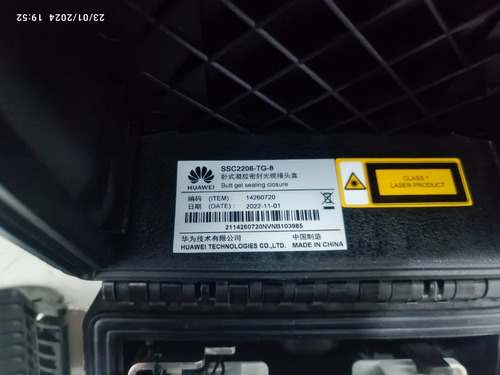 23/01/2024 19:52
HUAWEI
SSC2206-TG-8
卧式凝胶密封光缆接头盒
Butt gel sealing closure
编码 (ITEM) : 14260720
日期 (DATE) : 2022-11-01
2114260720NVNB103985
华为技术有限公司 中国制造
HUAWEI TECHNOLOGIES CO.,LTD. MADE IN CHINA
CLASS 1
LASER PRODUCT